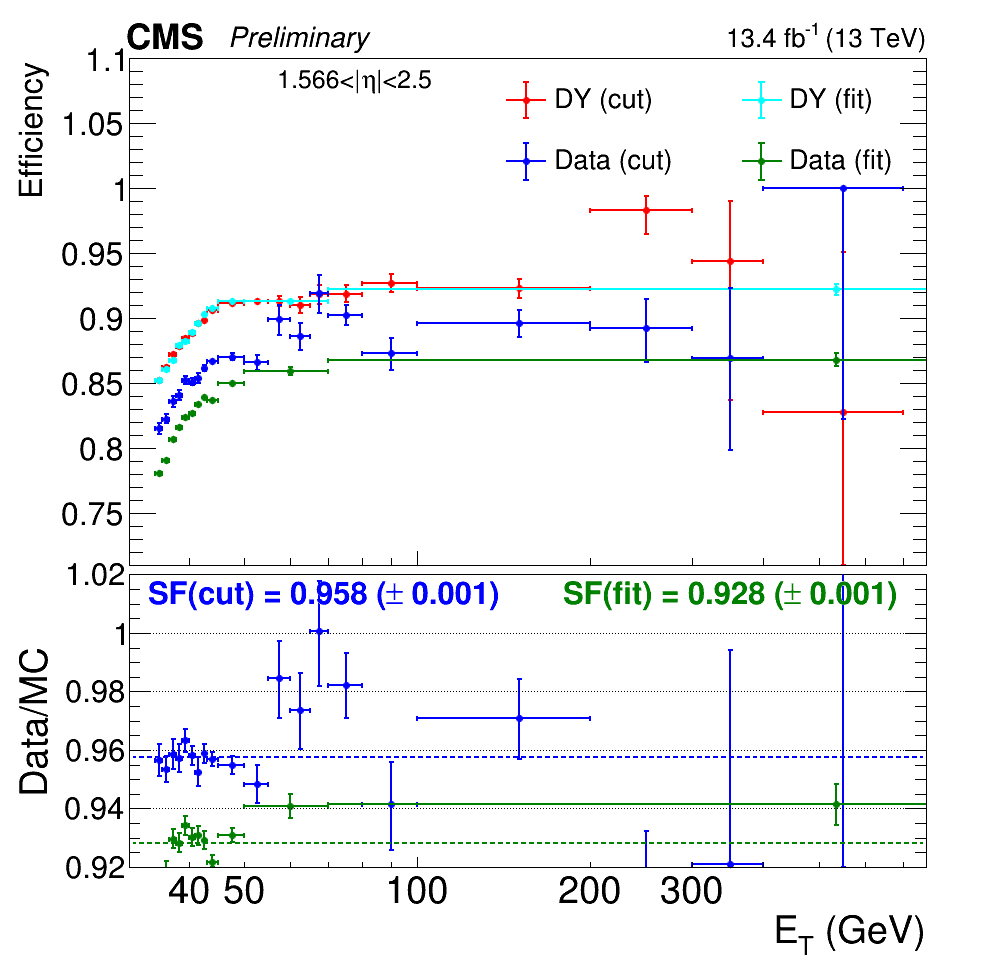 CMS Preliminary 13.4 fb-1 (13 TeV)
1.566<|η|<2.5
DY (cut) DY (fit)
Data (cut) Data (fit)
Efficiency
1.1
1.05
1
0.95
0.9
0.85
0.8
0.75
SF(cut) = 0.958 (± 0.001) SF(fit) = 0.928 (± 0.001)
Data/MC
1.02
1
0.98
0.96
0.94
0.92
40 50 100 200 300
ET (GeV)